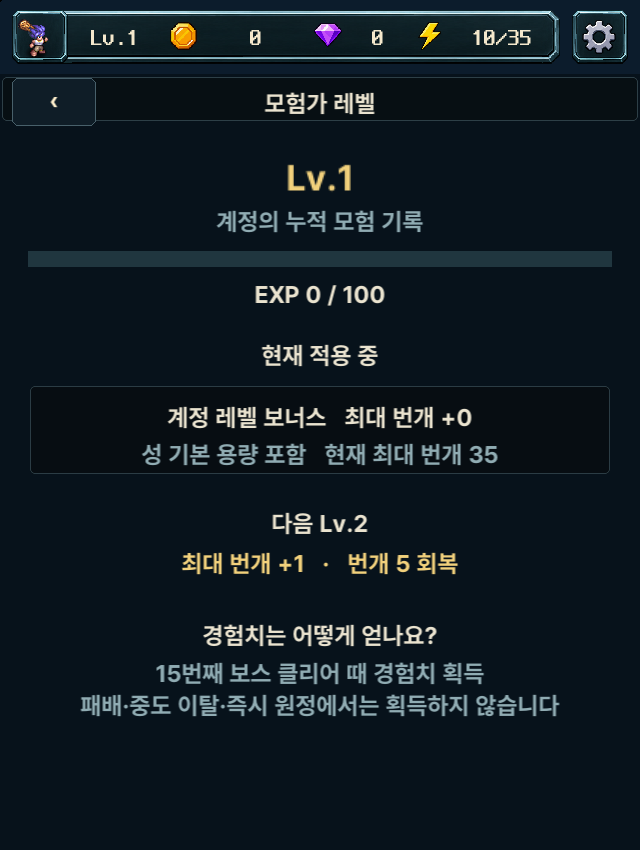 Lv.1 0 0 10/35
‹ 모험가 레벨
Lv.1
계정의 누적 모험 기록
EXP 0 / 100
현재 적용 중
계정 레벨 보너스 최대 번개 +0
성 기본 용량 포함 현재 최대 번개 35
다음 Lv.2
최대 번개 +1 · 번개 5 회복
경험치는 어떻게 얻나요?
15번째 보스 클리어 때 경험치 획득
패배·중도 이탈·즉시 원정에서는 획득하지 않습니다